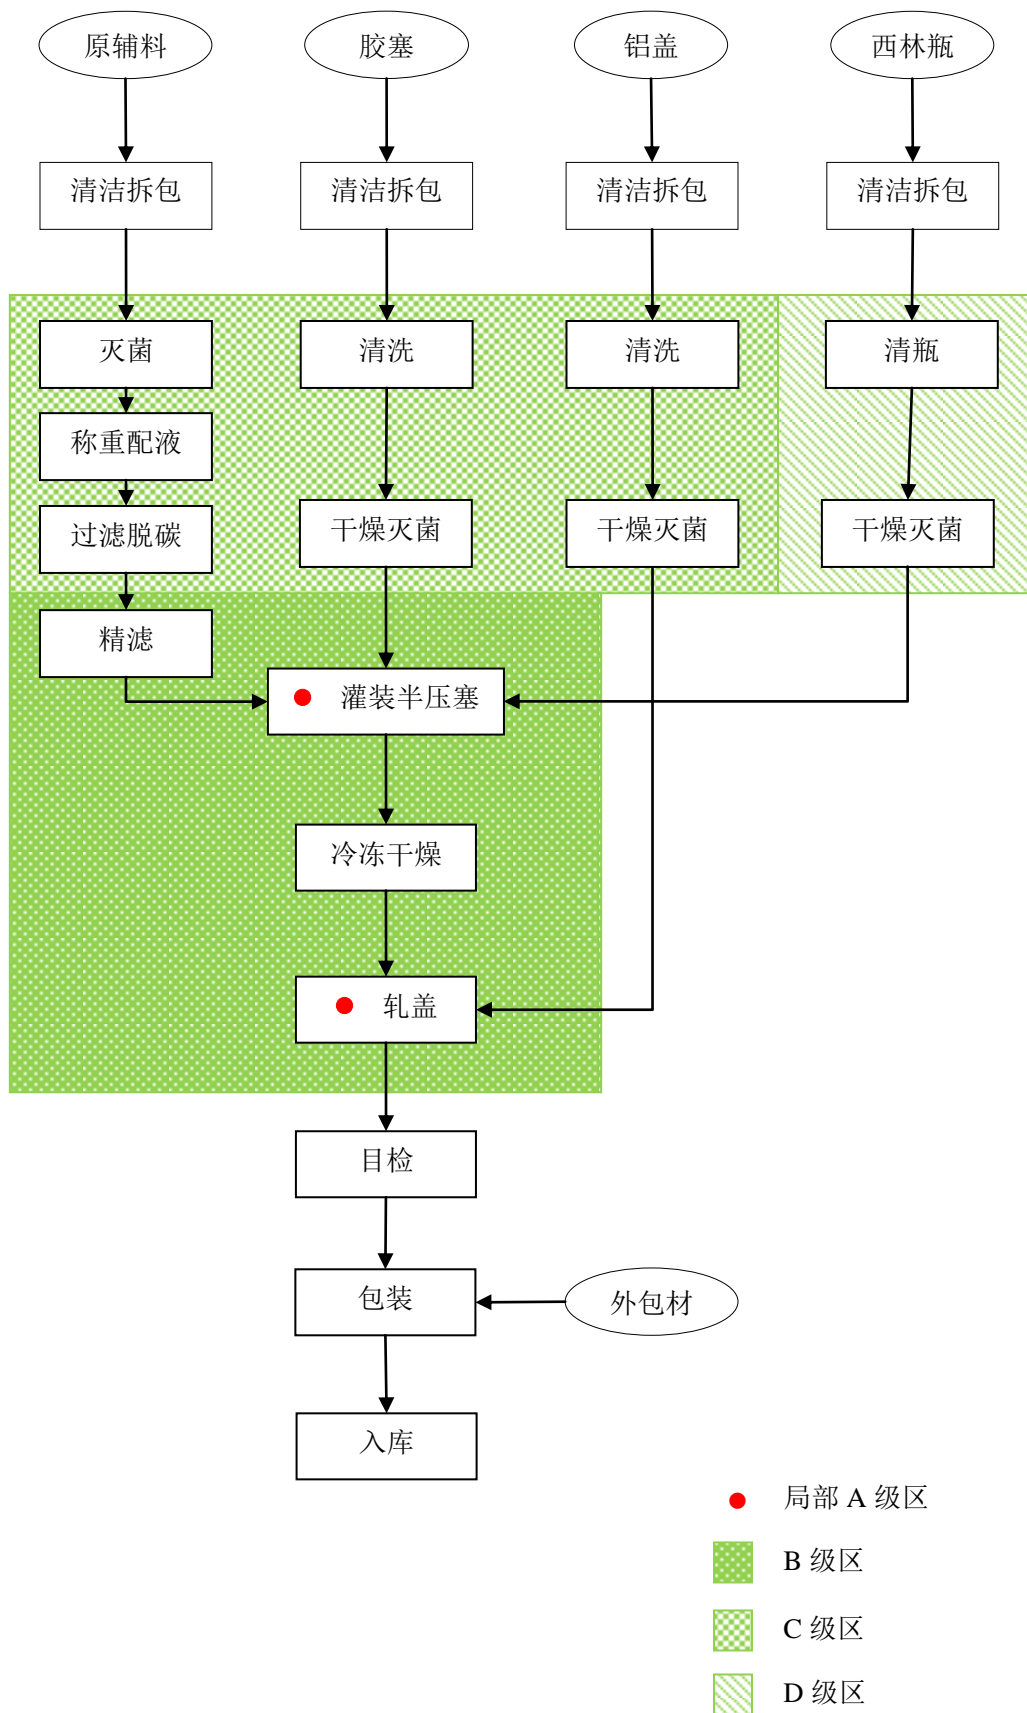 原辅料
胶塞
铝盖
西林瓶
清洁拆包
清洁拆包
清洁拆包
清洁拆包
灭菌
清洗
清洗
清瓶
称重配液
过滤脱碳
干燥灭菌
干燥灭菌
干燥灭菌
精滤
灌装半压塞
冷冻干燥
轧盖
目检
包装
外包材
入库
局部 A 级区
B 级区
C 级区
D 级区